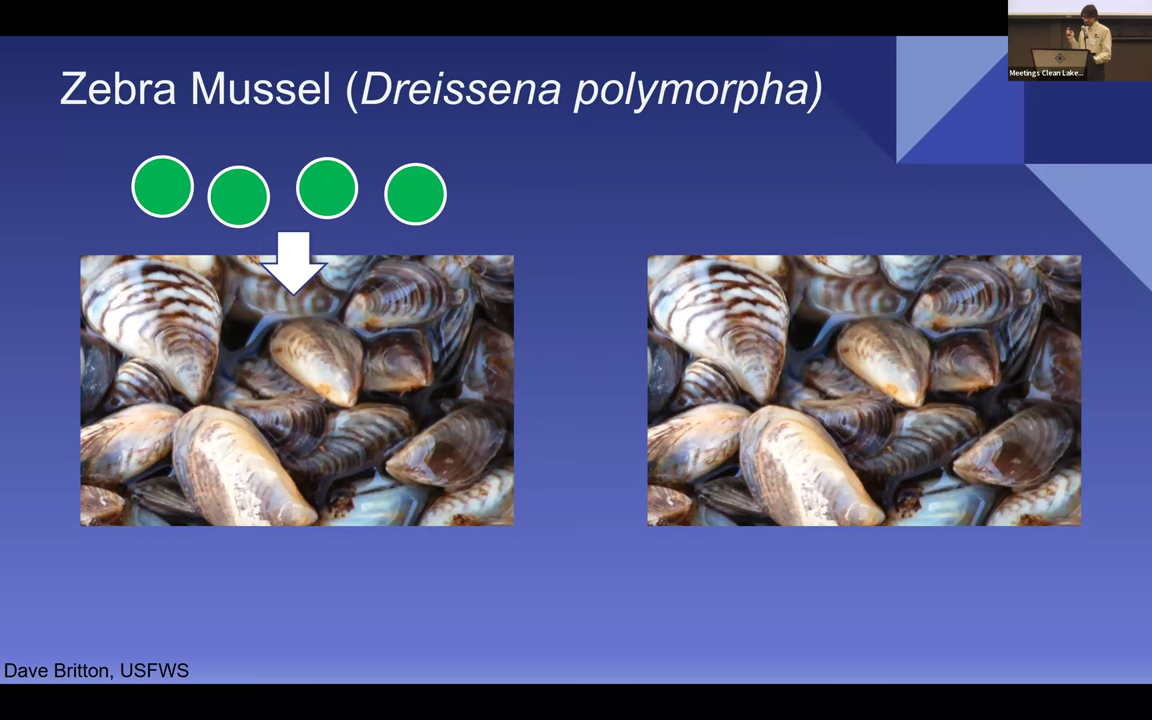 Zebra Mussel (Dreissena polymorpha)
Meetings Clean Lake...
Dave Britton, USFWS